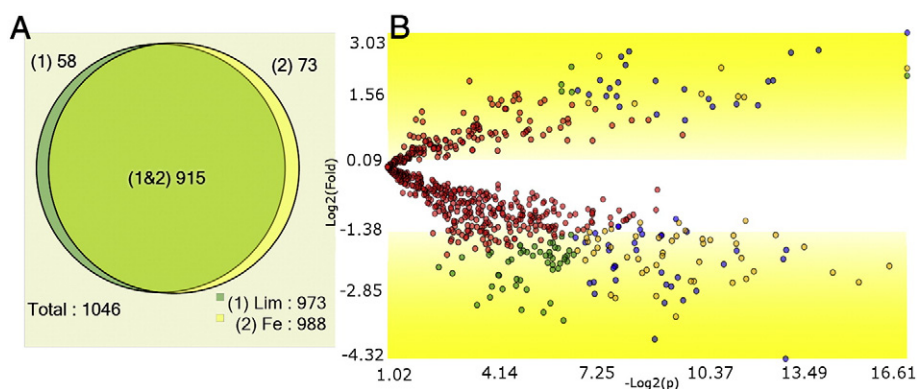 A
(1) 58
(2) 73
(1&2) 915
Total : 1046
(1) Lim : 973
(2) Fe : 988
B
Log2(Fold)
3.03
1.56
0.09
-1.38
-2.85
-4.32
1.02 4.14 7.25 10.37 13.49 16.61
-Log2(p)